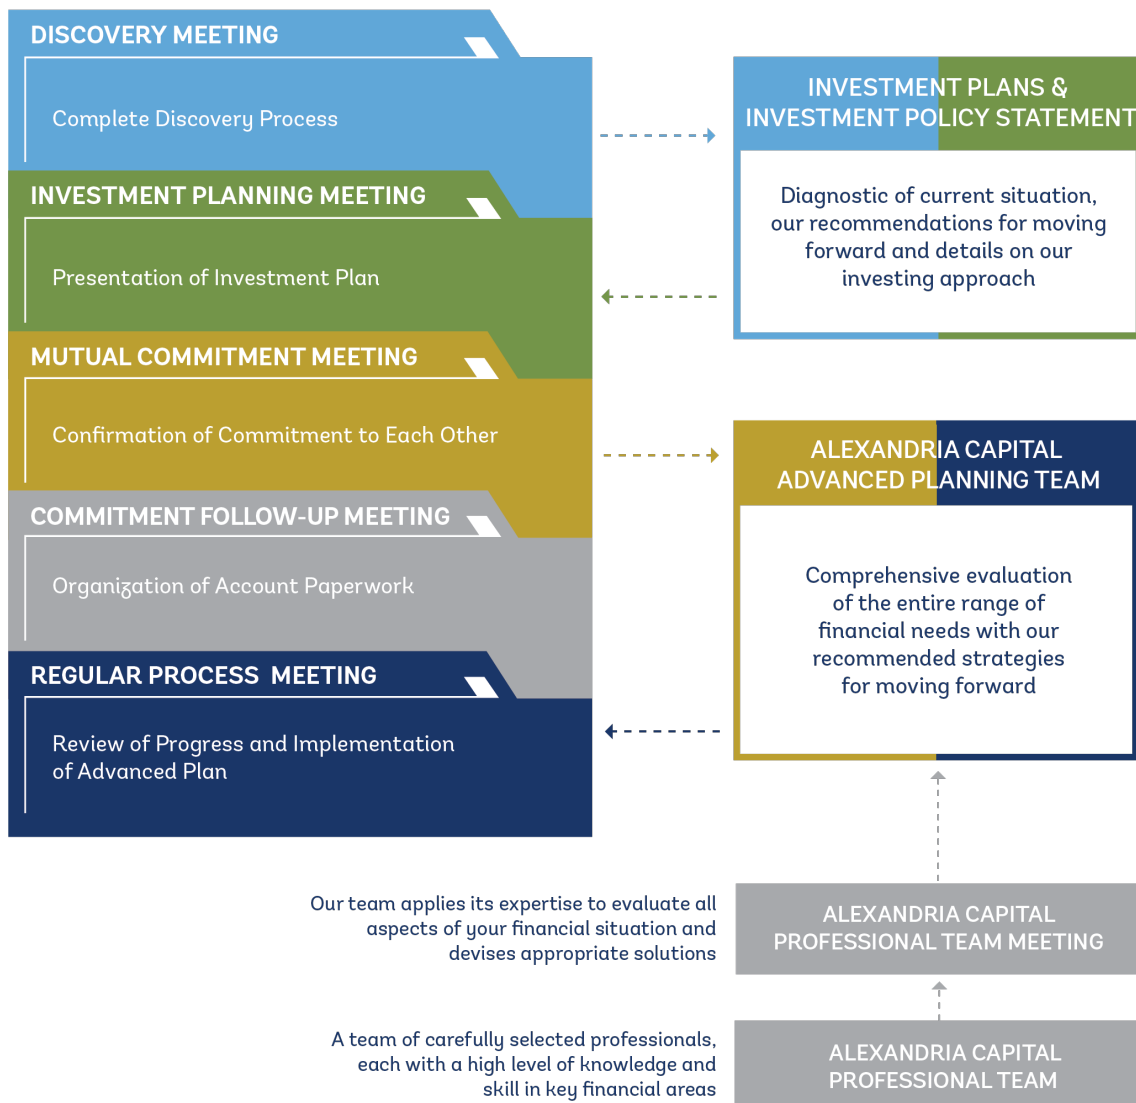 DISCOVERY MEETING
Complete Discovery Process
INVESTMENT PLANNING MEETING
Presentation of Investment Plan
MUTUAL COMMITMENT MEETING
Confirmation of Commitment to Each Other
COMMITMENT FOLLOW-UP MEETING
Organization of Account Paperwork
REGULAR PROCESS MEETING
Review of Progress and Implementation
of Advanced Plan
INVESTMENT PLANS &
INVESTMENT POLICY STATEMENT
Diagnostic of current situation,
our recommendations for moving
forward and details on our
investing approach
ALEXANDRIA CAPITAL
ADVANCED PLANNING TEAM
Comprehensive evaluation
of the entire range of
financial needs with our
recommended strategies
for moving forward
Our team applies its expertise to evaluate all
aspects of your financial situation and
devises appropriate solutions
ALEXANDRIA CAPITAL
PROFESSIONAL TEAM MEETING
A team of carefully selected professionals,
each with a high level of knowledge and
skill in key financial areas
ALEXANDRIA CAPITAL
PROFESSIONAL TEAM